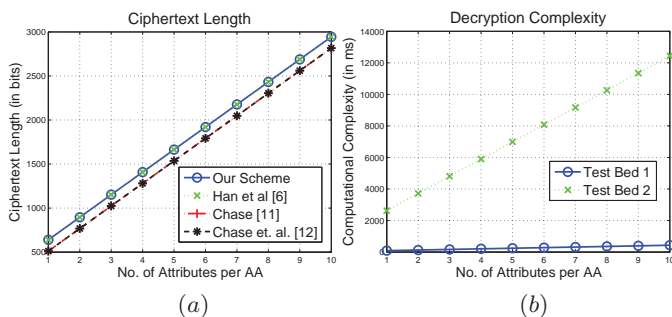 Ciphertext Length
Ciphertext Length (in bits)
3000
2500
2000
1500
1000
500
1 2 3 4 5 6 7 8 9 10
No. of Attributes per AA
Our Scheme
Han et al [6]
Chase [11]
Chase et. al. [12]
(a)
Decryption Complexity
Computational Complexity (in ms)
14000
12000
10000
8000
6000
4000
2000
0
1 2 3 4 5 6 7 8 9 10
No. of Attributes per AA
Test Bed 1
Test Bed 2
(b)